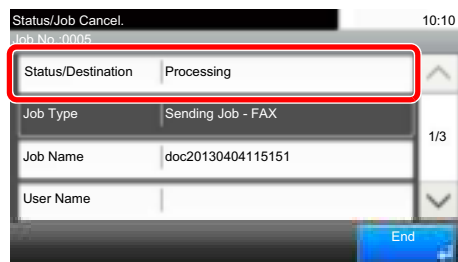 Status/Job Cancel. 10:10
Job No.:0005
Status/Destination Processing
Job Type Sending Job - FAX
1/3
Job Name doc20130404115151
User Name
End